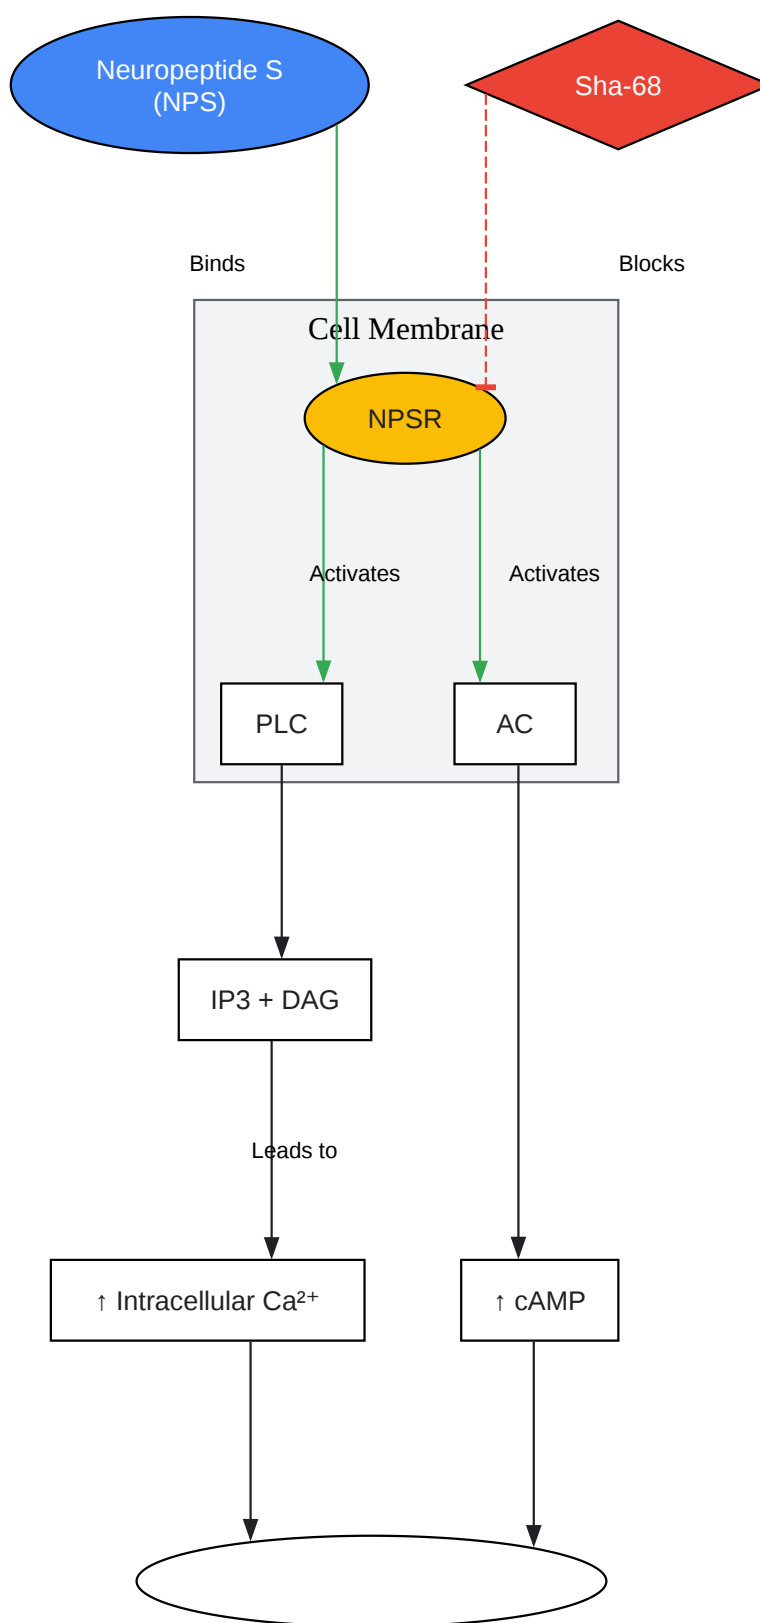 Neuropeptide S
(NPS)
Sha-68
Binds
Blocks
Cell Membrane
NPSR
Activates
Activates
PLC
AC
IP3 + DAG
Leads to
↑ Intracellular Ca²⁺
↑ cAMP